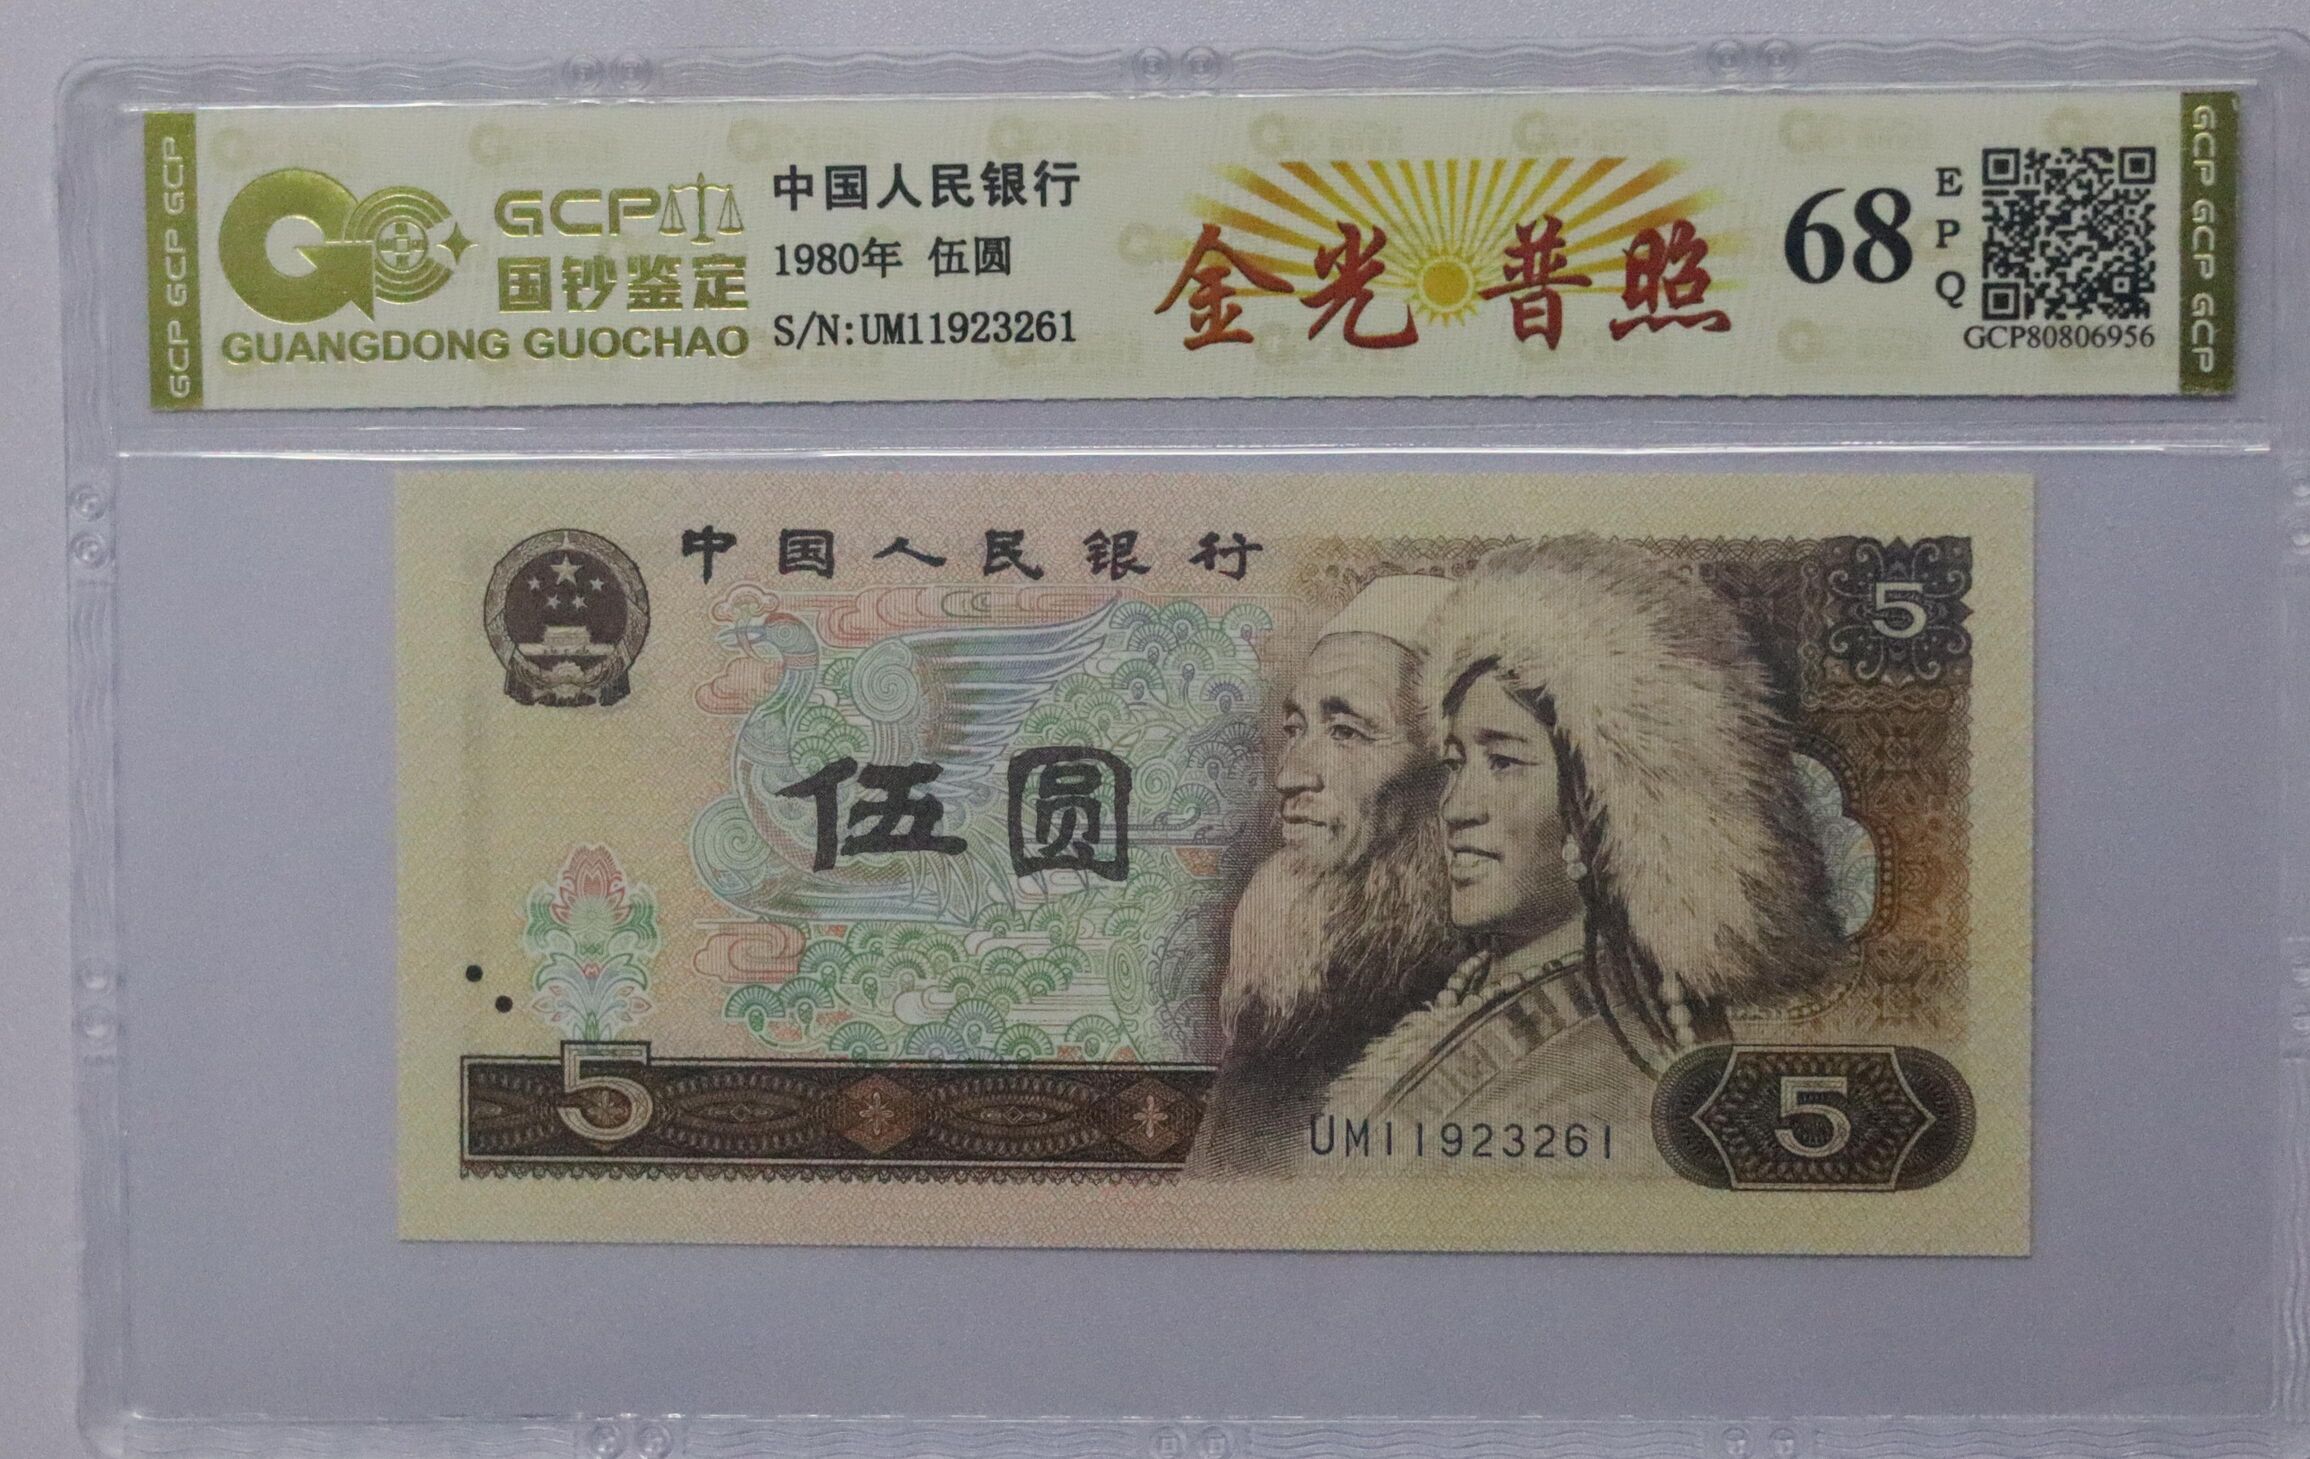 GCP GCP GCP
GCP
国钞鉴定
GUANGDONG GUOCHAO
中国人民银行
1980年 伍圆
S/N:UM11923261
金光普照
68
EPQ
GCP80806956
GCP GCP GCP
中国人民银行
5
伍圆
5
UM11923261
5